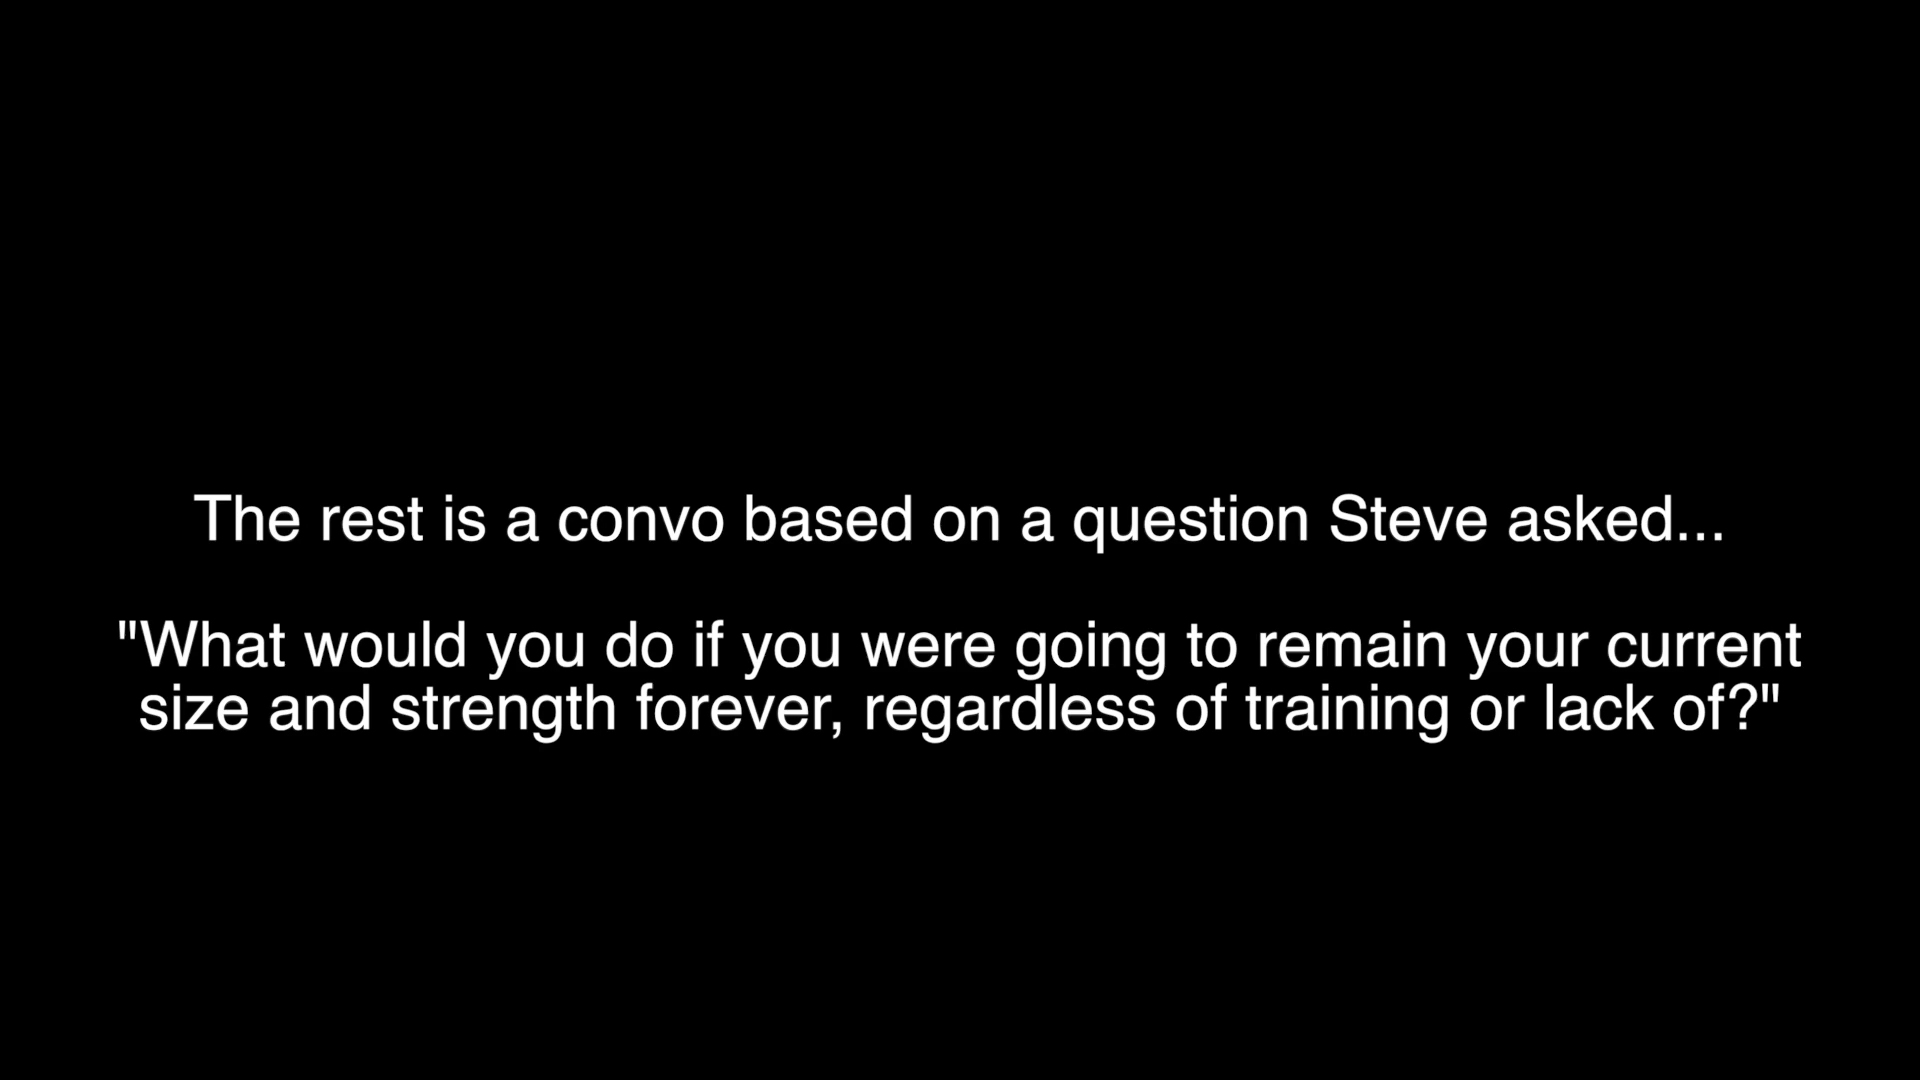 The rest is a convo based on a question Steve asked...
"What would you do if you were going to remain your current
size and strength forever, regardless of training or lack of?"